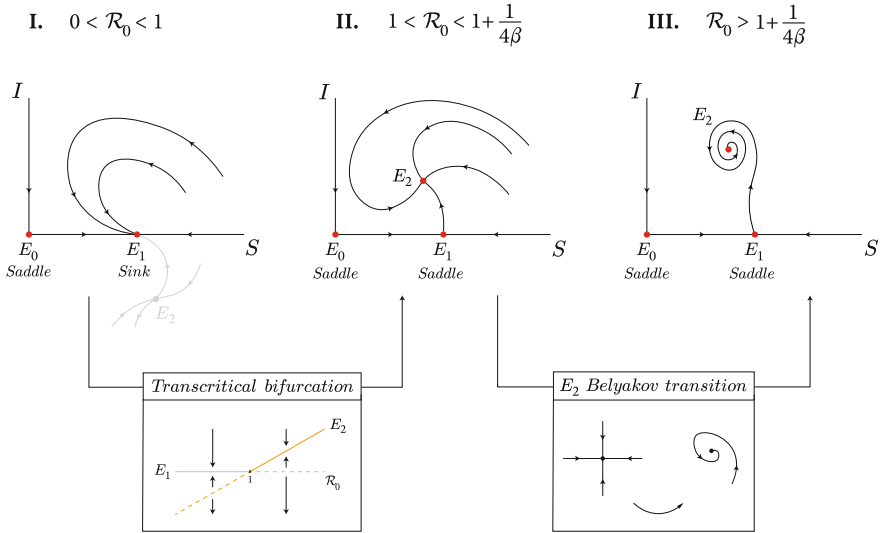 I. 0 < ℛ₀ < 1
II. 1 < ℛ₀ < 1 + 1/4β
III. ℛ₀ > 1 + 1/4β
I
I
I
E₂
E₂
E₀
E₁
S
E₀
E₁
S
E₀
E₁
S
Saddle
Sink
Saddle
Saddle
Saddle
Saddle
E₂
Transcritical bifurcation
E₂ Belyakov transition
E₂
E₁
1
ℛ₀